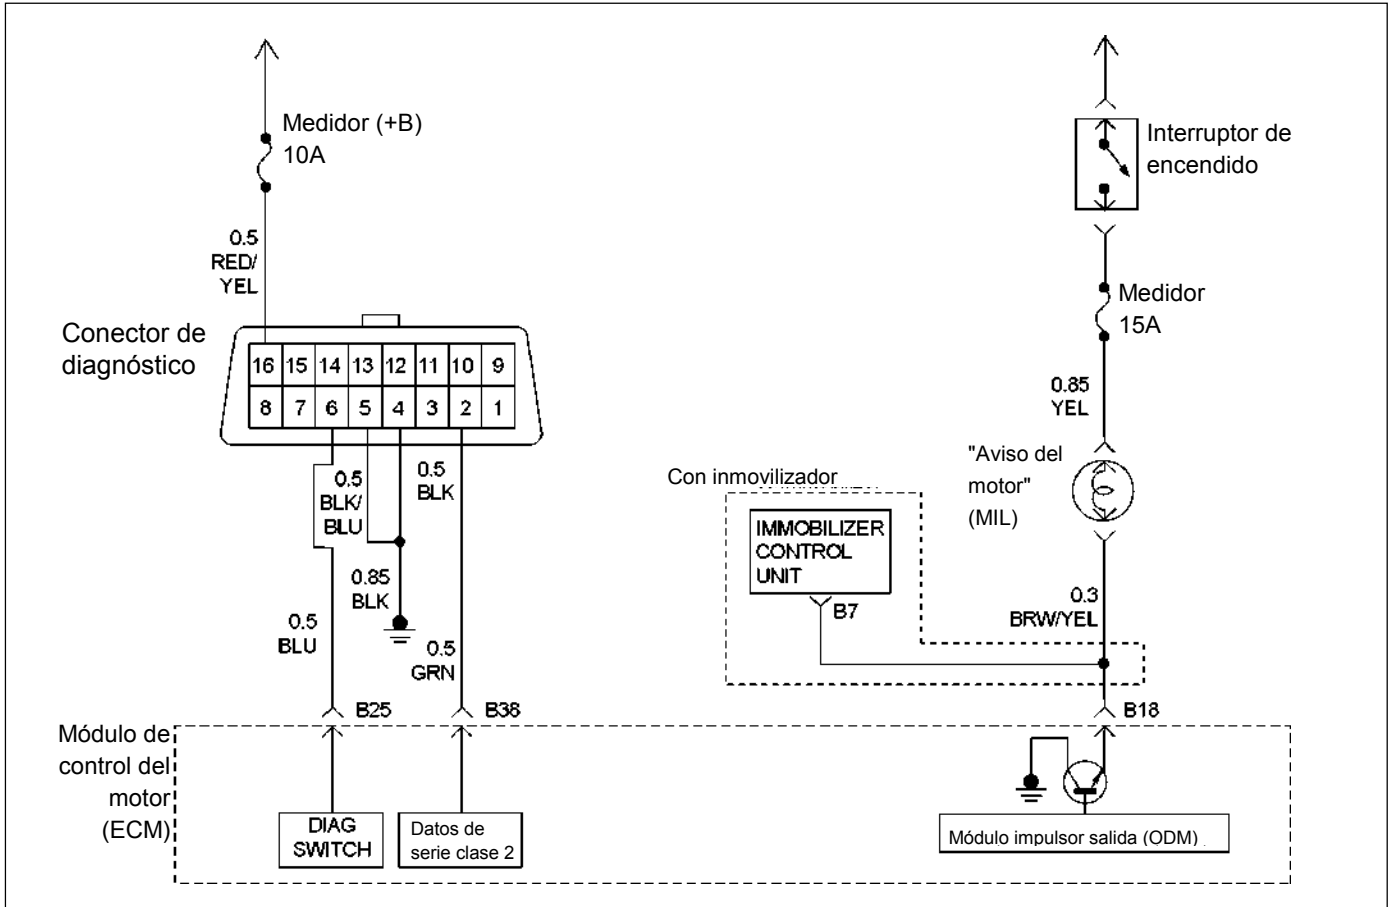 Medidor (+B)
10A
Interruptor de
encendido
0.5
RED/
YEL
Medidor
15A
Conector de
diagnóstico
16 15 14 13 12 11 10 9
8 7 6 5 4 3 2 1
0.85
YEL
0.5
BLK/
BLU
0.5
BLK
"Aviso del
motor"
(MIL)
Con inmovilizador
IMMOBILIZER
CONTROL
UNIT
B7
0.85
BLK
0.3
BRW/YEL
0.5
BLU
0.5
GRN
B25
B38
B18
Módulo de
control del
motor
(ECM)
DIAG
SWITCH
Datos de
serie clase 2
Módulo impulsor salida (ODM)